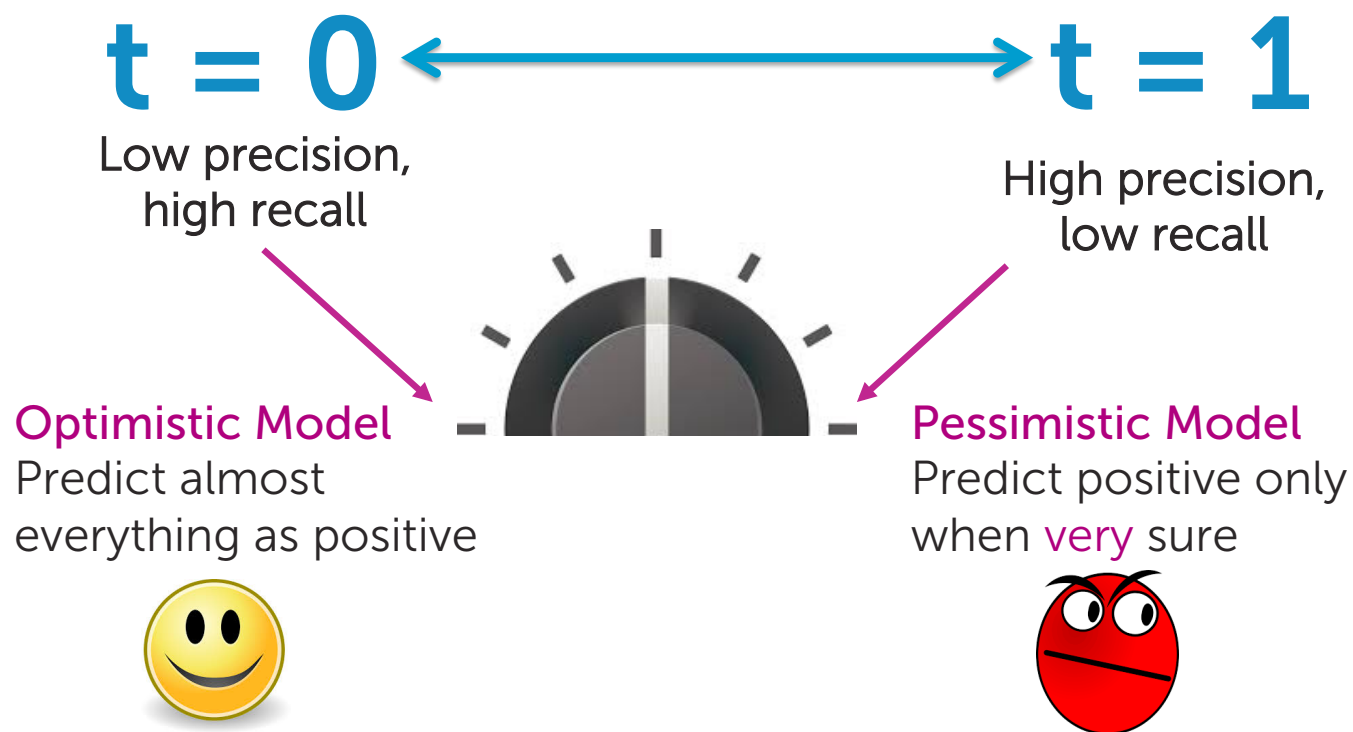 t = 0
t = 1
Low precision,
high recall
High precision,
low recall
Optimistic Model
Predict almost
everything as positive
Pessimistic Model
Predict positive only
when very sure